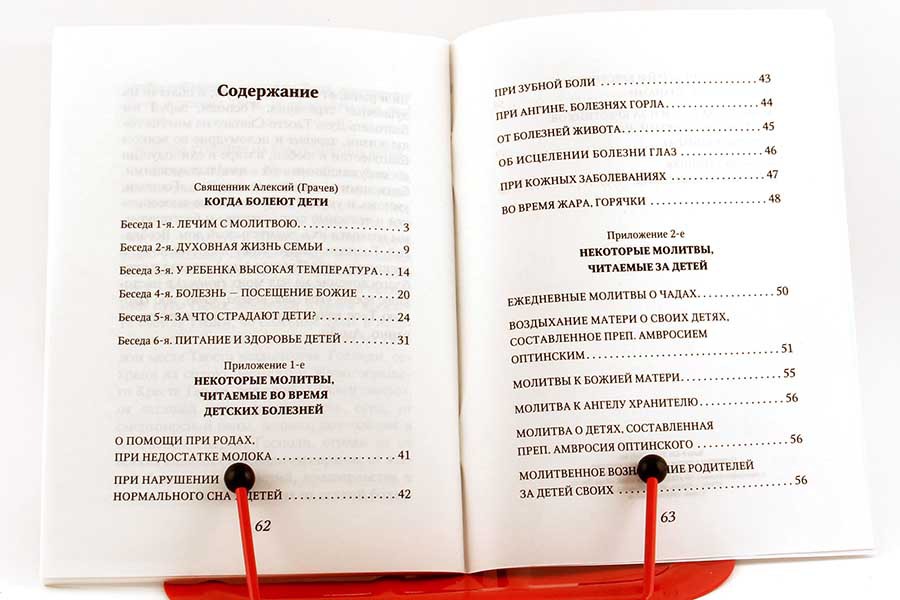 Содержание
Священник Алексий (Грачев)
КОГДА БОЛЕЮТ ДЕТИ
Беседа 1-я. ЛЕЧИМ С МОЛИТВОЮ. 3
Беседа 2-я. ДУХОВНАЯ ЖИЗНЬ СЕМЬИ 9
Беседа 3-я. У РЕБЕНКА ВЫСОКАЯ ТЕМПЕРАТУРА 14
Беседа 4-я. БОЛЕЗНЬ — ПОСЕЩЕНИЕ БОЖИЕ 20
Беседа 5-я. ЗА ЧТО СТРАДАЮТ ДЕТИ? 24
Беседа 6-я. ПИТАНИЕ И ЗДОРОВЬЕ ДЕТЕЙ 31
Приложение 1-е
НЕКОТОРЫЕ МОЛИТВЫ,
ЧИТАЕМЫЕ ВО ВРЕМЯ
ДЕТСКИХ БОЛЕЗНЕЙ
О ПОМОЩИ ПРИ РОДАХ,
ПРИ НЕДОСТАТКЕ МОЛОКА 41
ПРИ НАРУШЕНИИ
НОРМАЛЬНОГО СНА ДЕТЕЙ 42
62
ПРИ ЗУБНОЙ БОЛИ 43
ПРИ АНГИНЕ, БОЛЕЗНЯХ ГОРЛА 44
ОТ БОЛЕЗНЕЙ ЖИВОТА 45
ОБ ИСЦЕЛЕНИИ БОЛЕЗНИ ГЛАЗ 46
ПРИ КОЖНЫХ ЗАБОЛЕВАНИЯХ 47
ВО ВРЕМЯ ЖАРА, ГОРЯЧКИ 48
Приложение 2-е
НЕКОТОРЫЕ МОЛИТВЫ,
ЧИТАЕМЫЕ ЗА ДЕТЕЙ
ЕЖЕДНЕВНЫЕ МОЛИТВЫ О ЧАДАХ 50
ВОЗДЫХАНИЕ МАТЕРИ О СВОИХ ДЕТЯХ,
СОСТАВЛЕННОЕ ПРЕП. АМВРОСИЕМ
ОПТИНСКИМ 51
МОЛИТВЫ К БОЖИЕЙ МАТЕРИ 55
МОЛИТВА К АНГЕЛУ ХРАНИТЕЛЮ 56
МОЛИТВА О ДЕТЯХ, СОСТАВЛЕННАЯ
ПРЕП. АМВРОСИЯ ОПТИНСКОГО 56
МОЛИТВЕННОЕ РОДИТЕЛЕЙ
ЗА ДЕТЕЙ СВОИХ 56
63